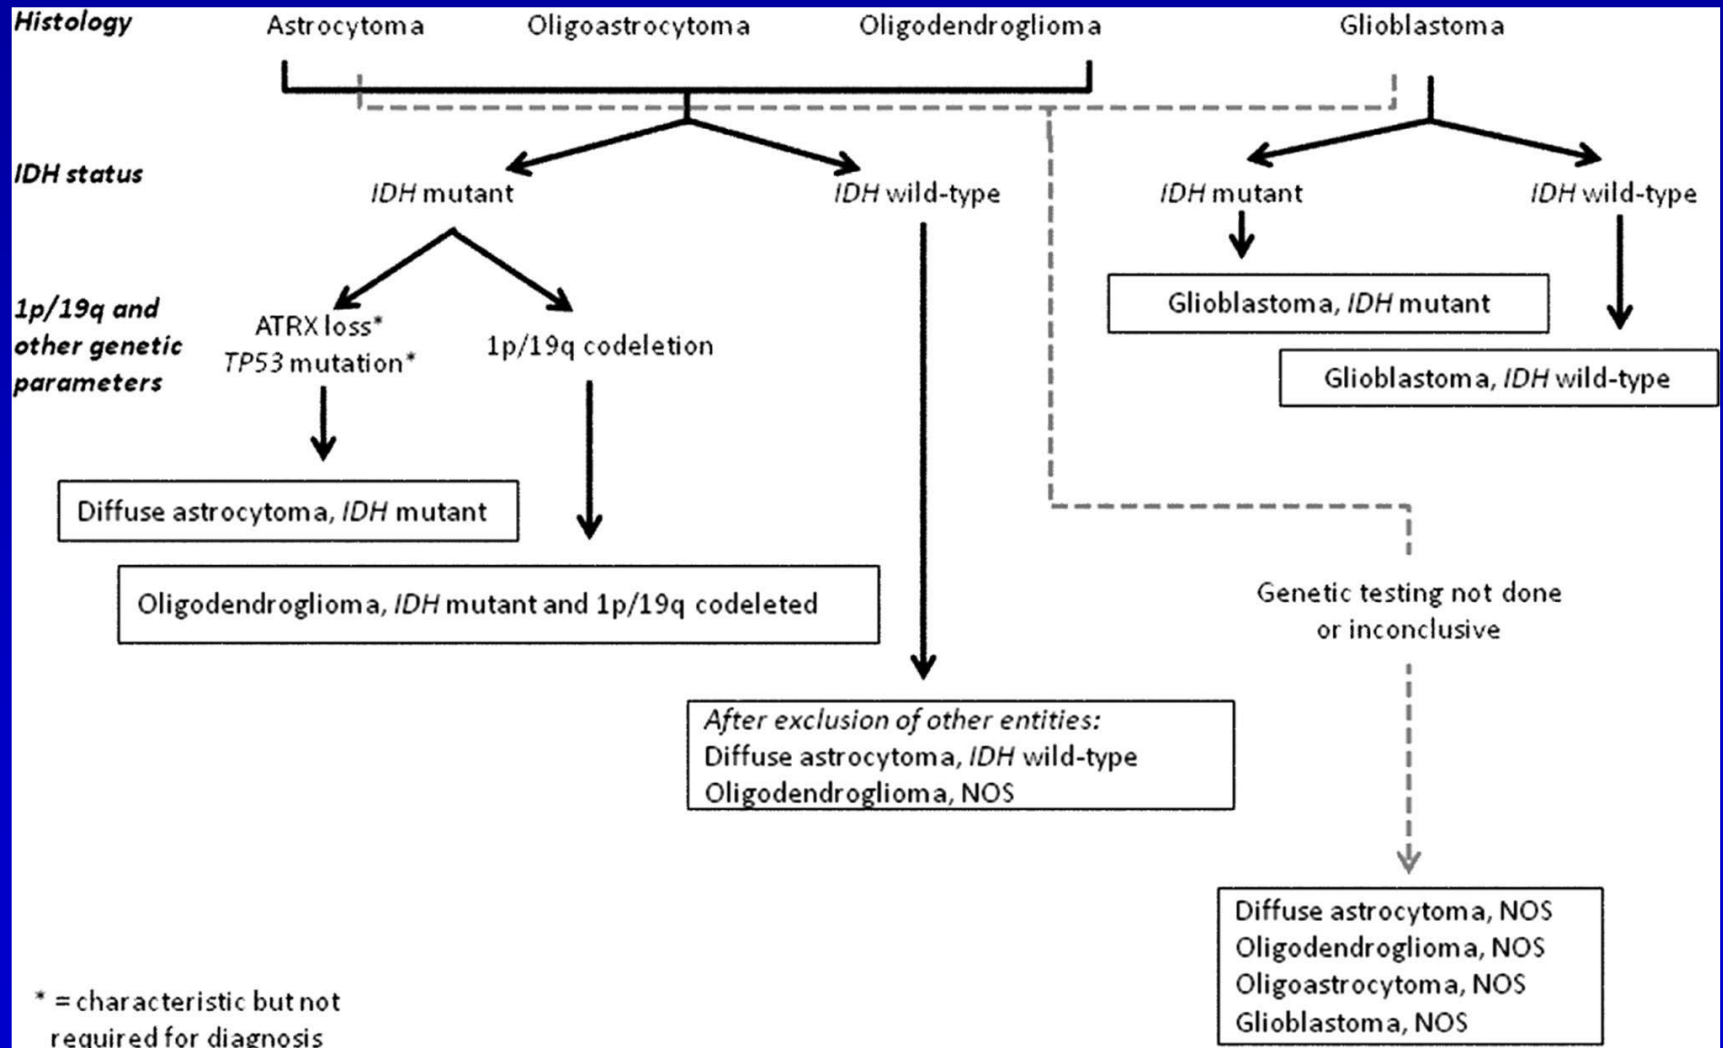 Histology
Astrocytoma
Oligoastrocytoma
Oligodendroglioma
Glioblastoma
IDH status
IDH mutant
IDH wild-type
IDH mutant
IDH wild-type
1p/19q and
other genetic
parameters
ATRX loss*
TP53 mutation*
1p/19q codeletion
Glioblastoma, IDH mutant
Glioblastoma, IDH wild-type
Diffuse astrocytoma, IDH mutant
Oligodendroglioma, IDH mutant and 1p/19q codeleted
Genetic testing not done
or inconclusive
After exclusion of other entities:
Diffuse astrocytoma, IDH wild-type
Oligodendroglioma, NOS
Diffuse astrocytoma, NOS
Oligodendroglioma, NOS
Oligoastrocytoma, NOS
Glioblastoma, NOS
* = characteristic but not
required for diagnosis